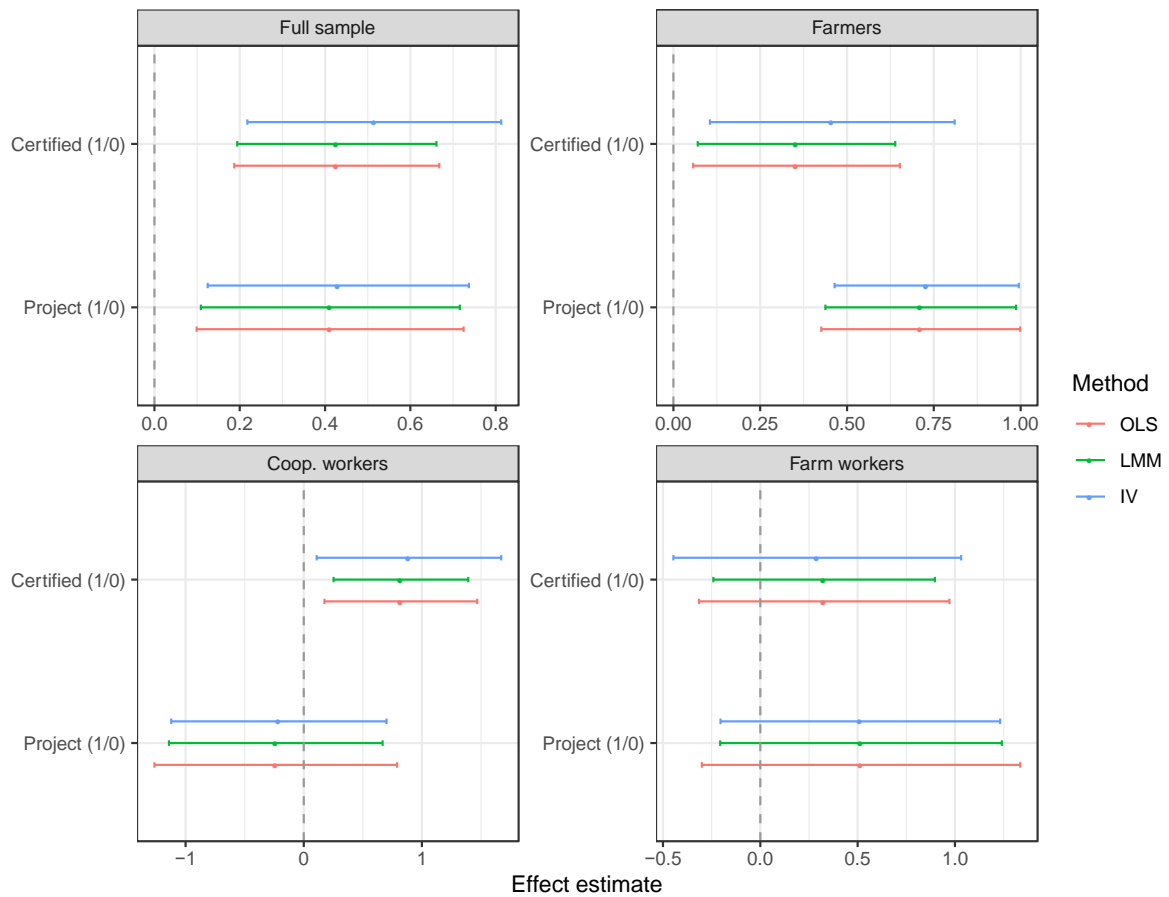 Full sample
Farmers
Certified (1/0)
Project (1/0)
0.0 0.2 0.4 0.6 0.8
Certified (1/0)
Project (1/0)
0.00 0.25 0.50 0.75 1.00
Coop. workers
Farm workers
Certified (1/0)
Project (1/0)
−1 0 1
Certified (1/0)
Project (1/0)
−0.5 0.0 0.5 1.0
Effect estimate
Method
OLS
LMM
IV